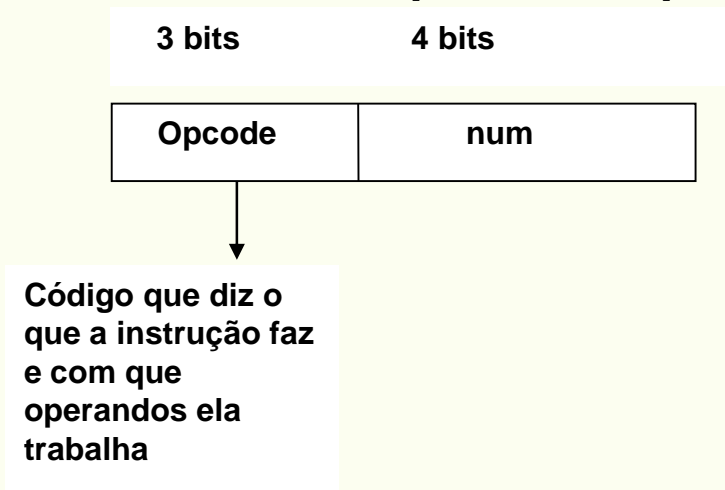 3 bits 4 bits
Opcode num
Código que diz o
que a instrução faz
e com que
operandos ela
trabalha